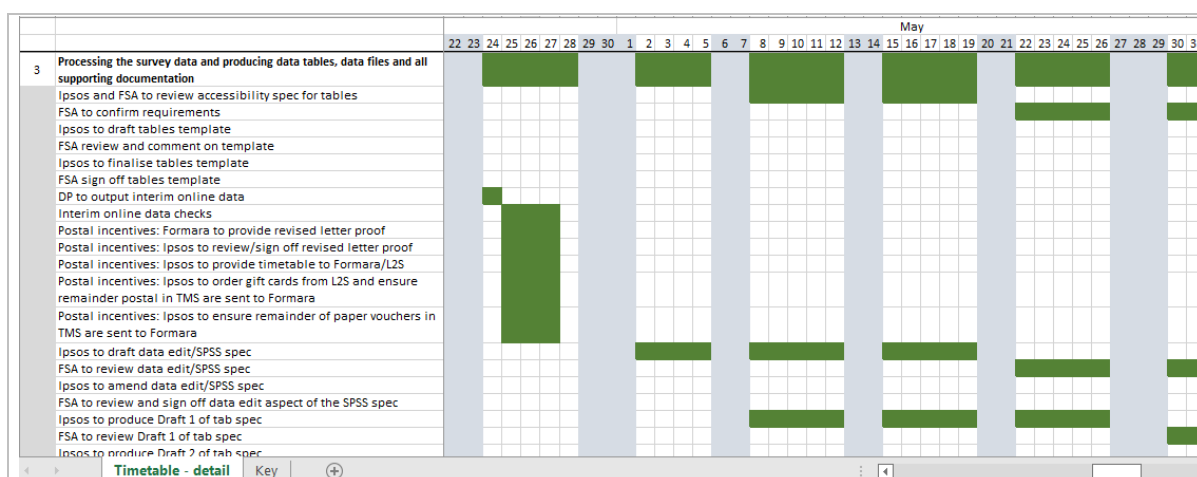 May
22 23 24 25 26 27 28 29 30 1 2 3 4 5 6 7 8 9 10 11 12 13 14 15 16 17 18 19 20 21 22 23 24 25 26 27 28 29 30
3 Processing the survey data and producing data tables, data files and all
supporting documentation
Ipsos and FSA to review accessibility spec for tables
FSA to confirm requirements
Ipsos to draft tables template
FSA review and comment on template
Ipsos to finalise tables template
FSA sign off tables template
DP to output interim online data
Interim online data checks
Postal incentives: Formara to provide revised letter proof
Postal incentives: Ipsos to review/sign off revised letter proof
Postal incentives: Ipsos to provide timetable to Formara/L2S
Postal incentives: Ipsos to order gift cards from L2S and ensure
remainder postal in TMS are sent to Formara
Postal incentives: Ipsos to ensure remainder of paper vouchers in
TMS are sent to Formara
Ipsos to draft data edit/SPSS spec
FSA to review data edit/SPSS spec
Ipsos to amend data edit/SPSS spec
FSA to review and sign off data edit aspect of the SPSS spec
Ipsos to produce Draft 1 of tab spec
FSA to review Draft 1 of tab spec
Ipsos to produce Draft 2 of tab spec
Timetable - detail Key